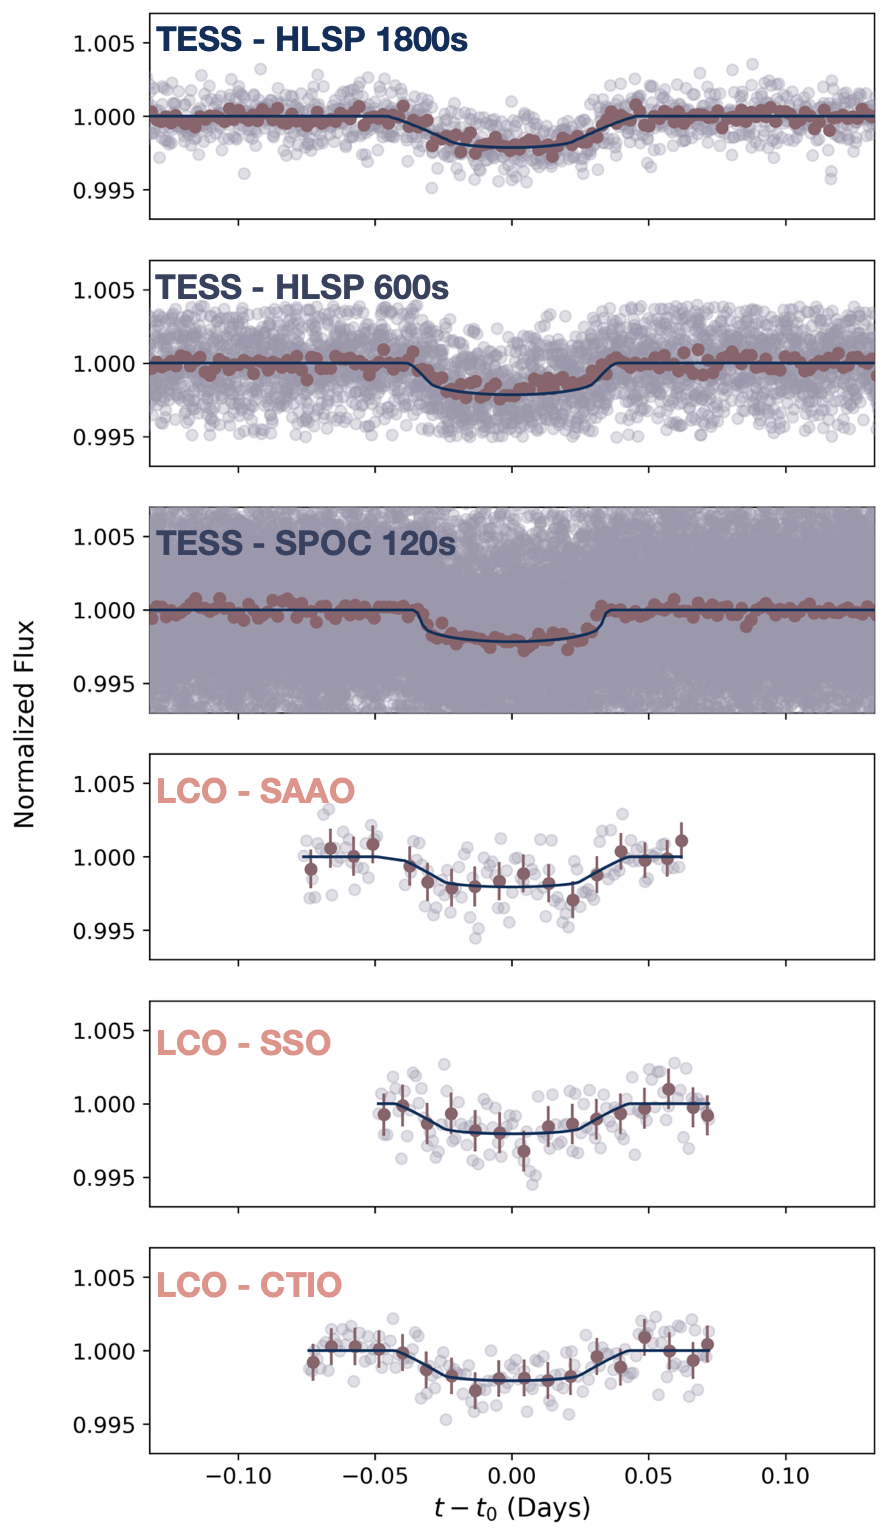 TESS - HLSP 1800s
1.005
1.000
0.995
TESS - HLSP 600s
1.005
1.000
0.995
TESS - SPOC 120s
1.005
1.000
0.995
Normalized Flux
LCO - SAAO
1.005
1.000
0.995
LCO - SSO
1.005
1.000
0.995
LCO - CTIO
1.005
1.000
0.995
−0.10 −0.05 0.00 0.05 0.10
t − t₀ (Days)